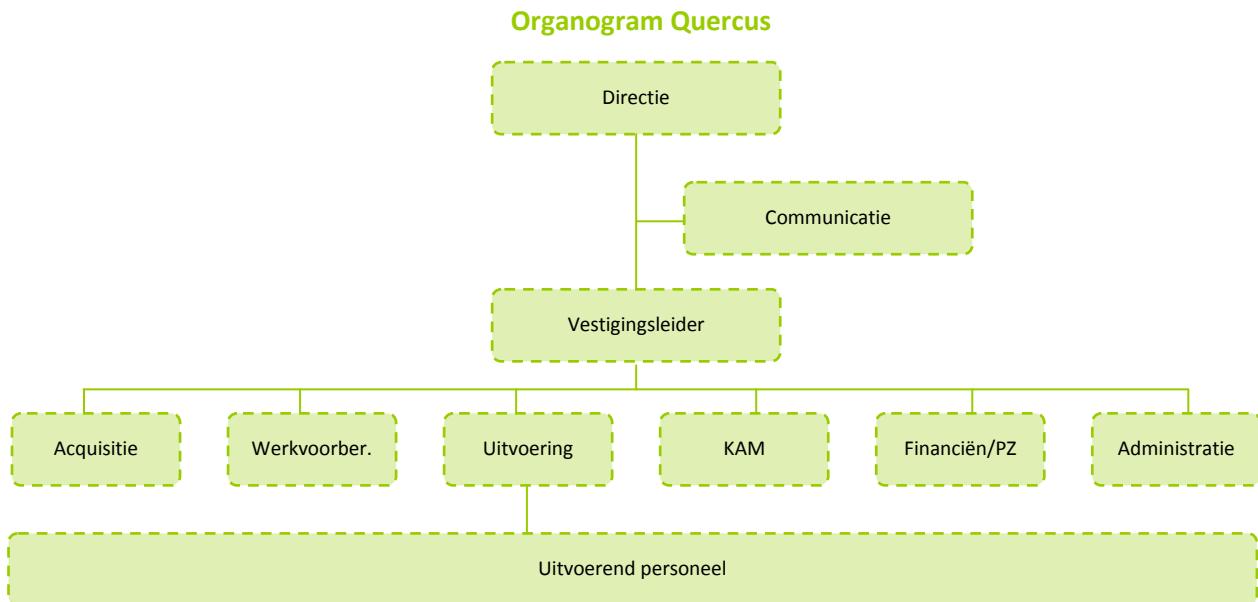 Organogram Quercus
Directie
Communicatie
Vestigingsleider
Acquisitie
Werkvoorber.
Uitvoering
KAM
Financiën/PZ
Administratie
Uitvoerend personeel